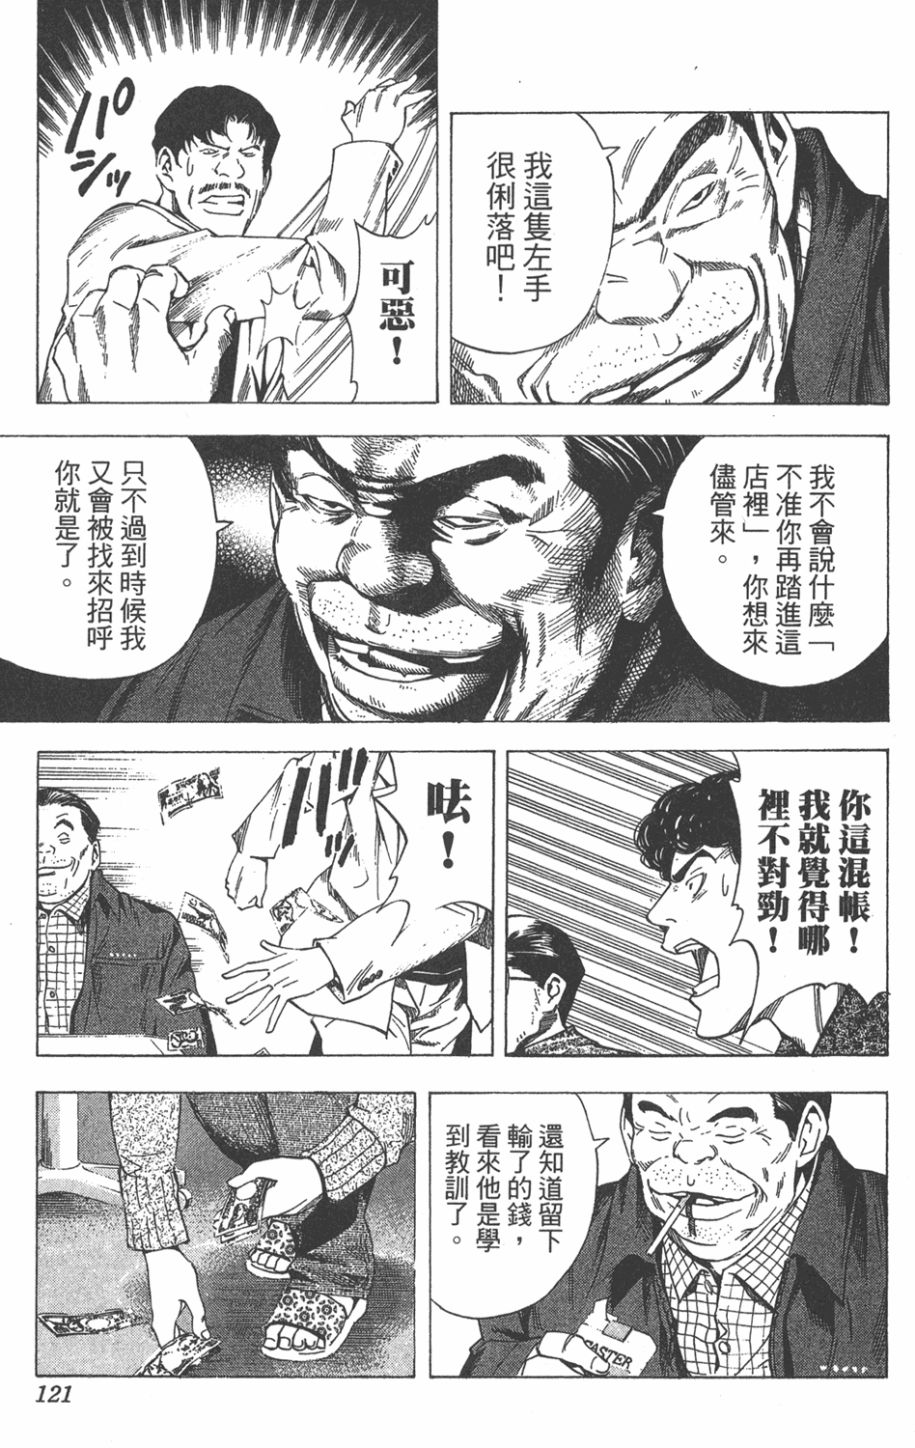 我這隻左手
很俐落吧！
可惡！
パシッ
我不會說什麼「
不准你再踏進這
店裡」，你想來
儘管來。
只不過到時候我
又會被找來招呼
你就是了。
你這混帳！
我就覺得哪
裡不對勁！
呿！
還知道留下
輸了的錢，
看來他是學
到教訓了。
CASTER
121